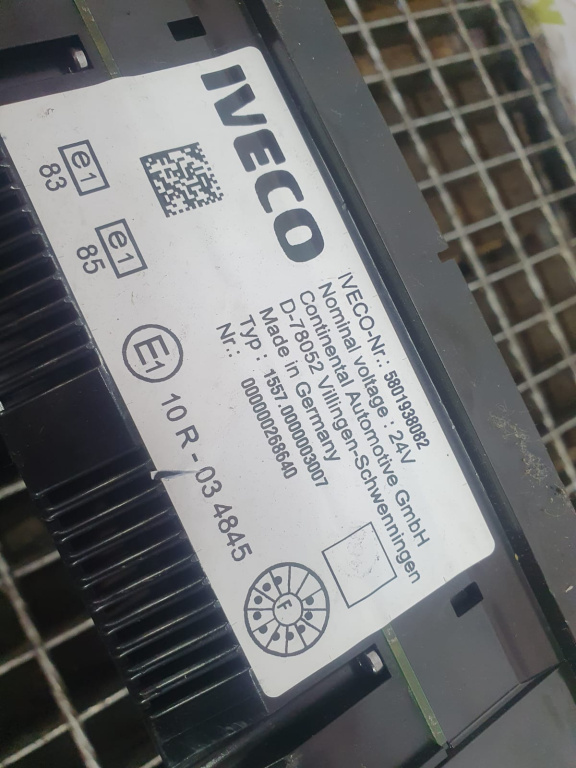 IVECO
IVECO-Nr.: 5801938082
Nominal voltage : 24V
Continental Automotive GmbH
D-78052 Villingen-Schwenningen
Made in Germany
Typ : 1557.0000003007
Nr.: 000000268640
e1
83
e1
85
E1
10 R - 03 4845
F